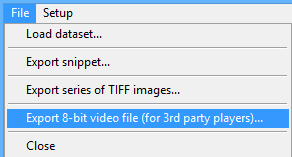 File Setup
Load dataset...
Export snippet...
Export series of TIFF images...
Export 8-bit video file (for 3rd party players)...
Close